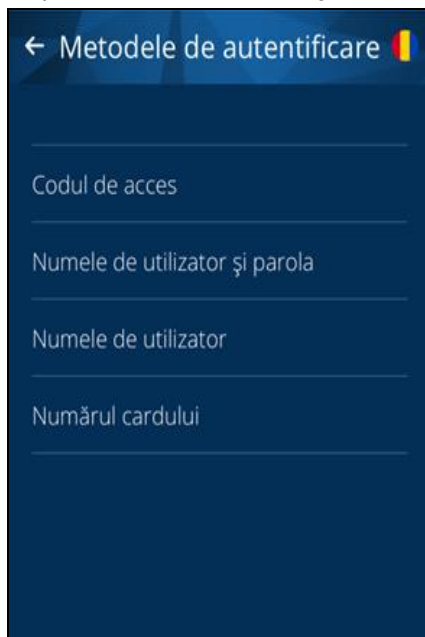 ← Metodele de autentificare
Codul de acces
Numele de utilizator și parola
Numele de utilizator
Numărul cardului